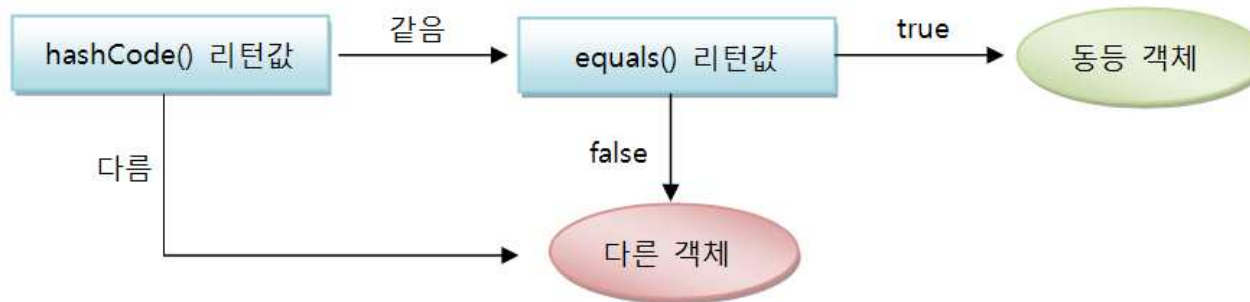 hashCode() 리턴값
같음
equals() 리턴값
true
동등 객체
다름
false
다른 객체